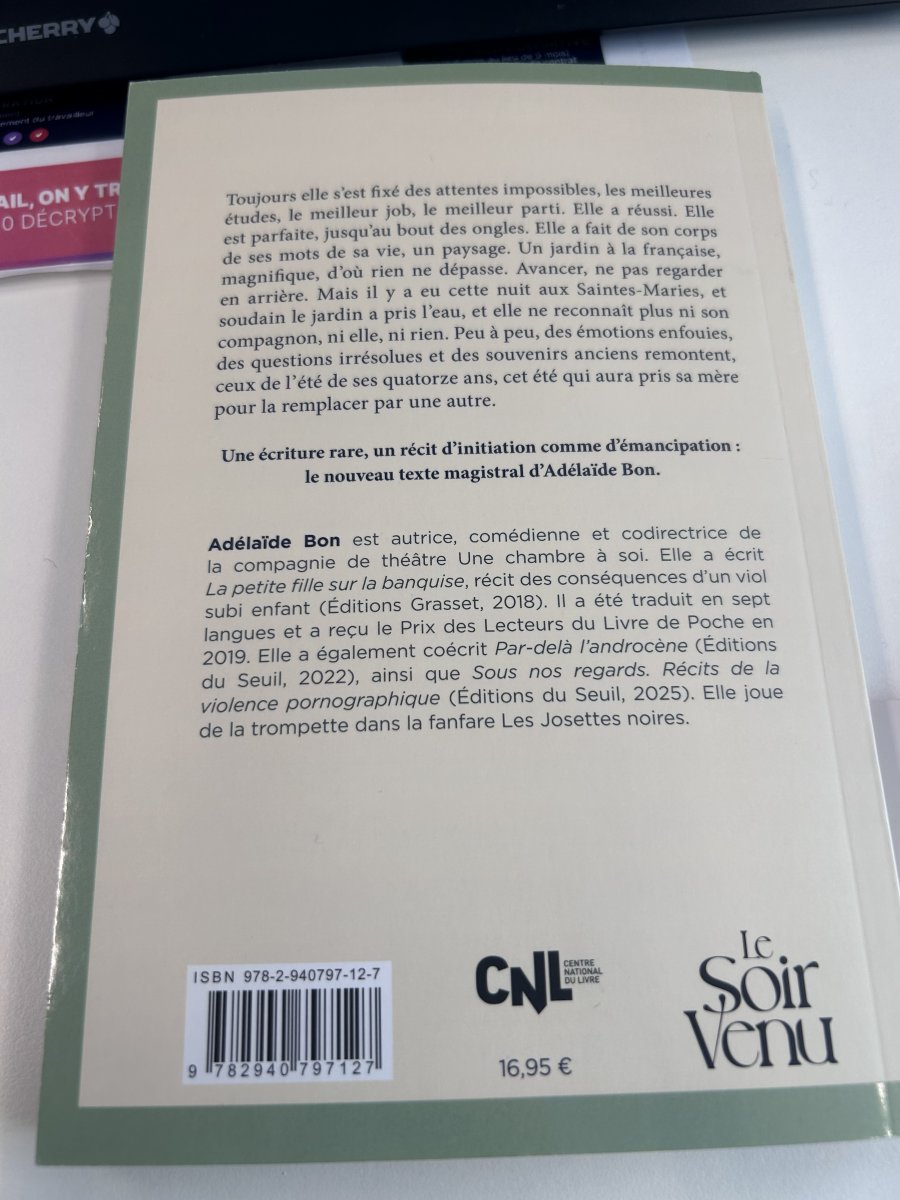 CHERRY
ement du travailleur
AIL, ON Y TR
0 DÉCRYPT
Toujours elle s'est fixé des attentes impossibles, les meilleures
études, le meilleur job, le meilleur parti. Elle a réussi. Elle
est parfaite, jusqu'au bout des ongles. Elle a fait de son corps
de ses mots de sa vie, un paysage. Un jardin à la française,
magnifique, d'où rien ne dépasse. Avancer, ne pas regarder
en arrière. Mais il y a eu cette nuit aux Saintes-Maries, et
soudain le jardin a pris l'eau, et elle ne reconnaît plus ni son
compagnon, ni elle, ni rien. Peu à peu, des émotions enfouies,
des questions irrésolues et des souvenirs anciens remontent,
ceux de l'été de ses quatorze ans, cet été qui aura pris sa mère
pour la remplacer par une autre.
Une écriture rare, un récit d'initiation comme d'émancipation :
le nouveau texte magistral d'Adélaïde Bon.
Adélaïde Bon est autrice, comédienne et codirectrice de
la compagnie de théâtre Une chambre à soi. Elle a écrit
La petite fille sur la banquise, récit des conséquences d'un viol
subi enfant (Éditions Grasset, 2018). Il a été traduit en sept
langues et a reçu le Prix des Lecteurs du Livre de Poche en
2019. Elle a également coécrit Par-delà l'androcène (Éditions
du Seuil, 2022), ainsi que Sous nos regards. Récits de la
violence pornographique (Éditions du Seuil, 2025). Elle joue
de la trompette dans la fanfare Les Josettes noires.
ISBN 978-2-940797-12-7
9 782940 797127
CNL CENTRE
NATIONAL
DU LIVRE
16,95 €
Le
Soir
Venu